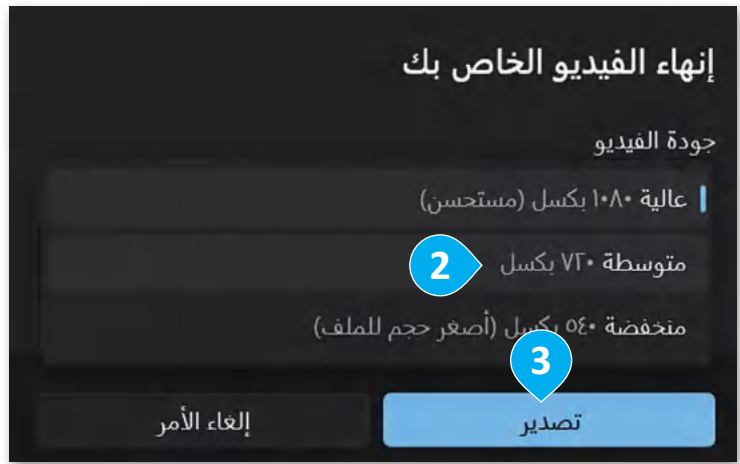 إنهاء الفيديو الخاص بك
جودة الفيديو
عالية ١٠٨٠ بكسل (مستحسن)
متوسطة ٧٢٠ بكسل 2
منخفضة ٥٤٠ بكسل (أصغر حجم للملف)
3
تصدير إلغاء الأمر